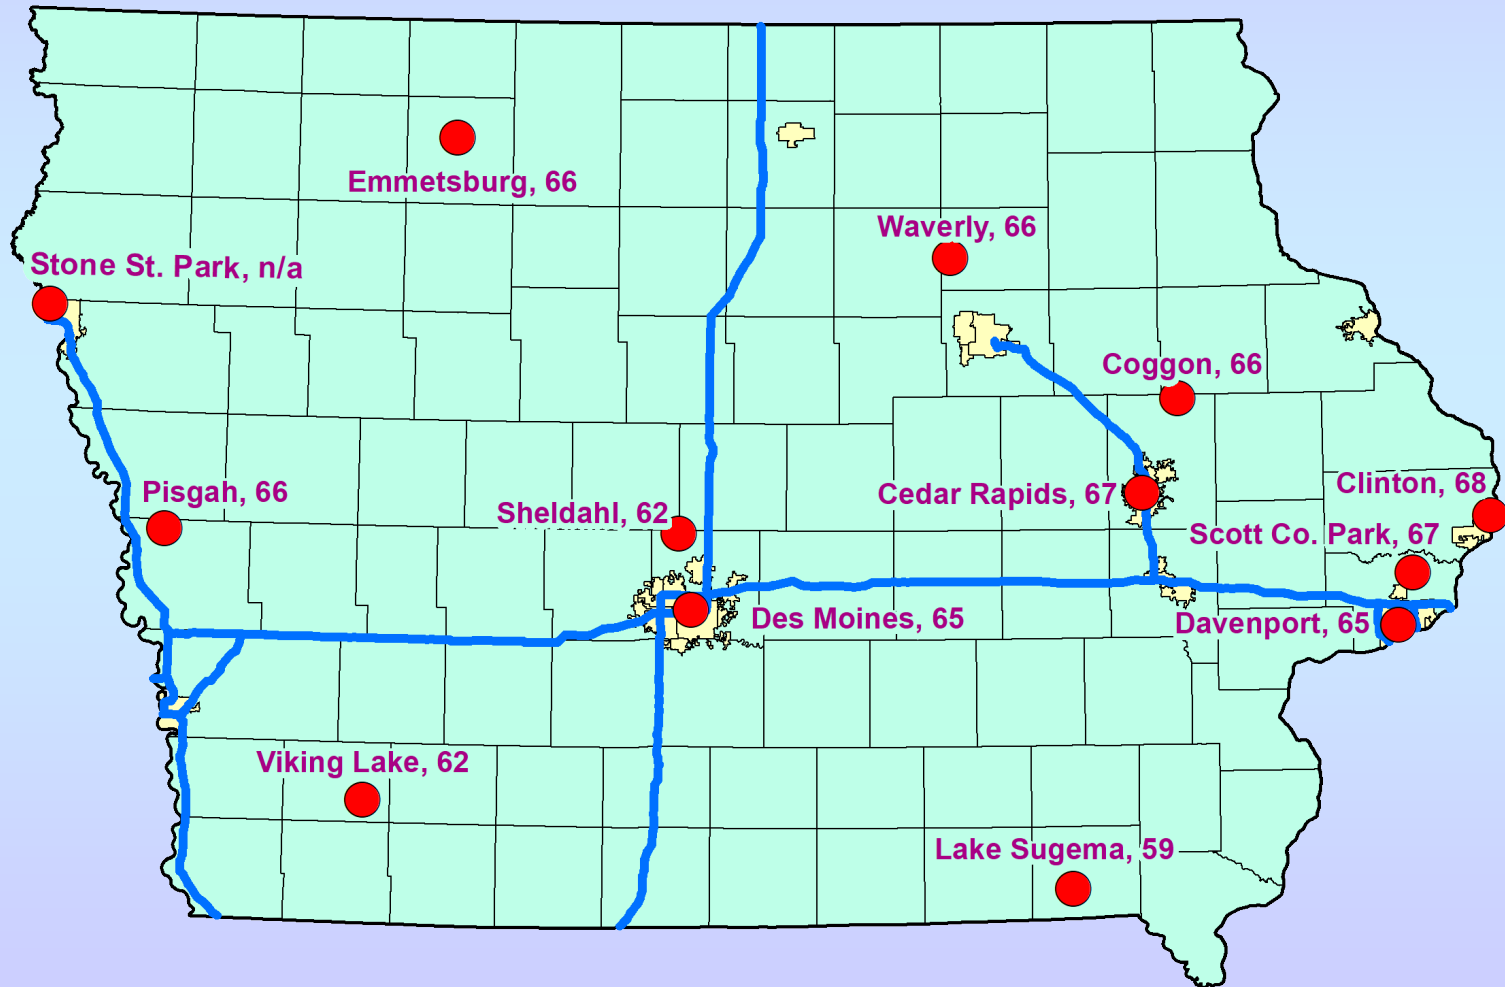 Emmetsburg, 66
Waverly, 66
Stone St. Park, n/a
Coggon, 66
Pisgah, 66
Clinton, 68
Cedar Rapids, 67
Sheldahl, 62
Scott Co. Park, 67
Des Moines, 65
Davenport, 65
Viking Lake, 62
Lake Sugema, 59